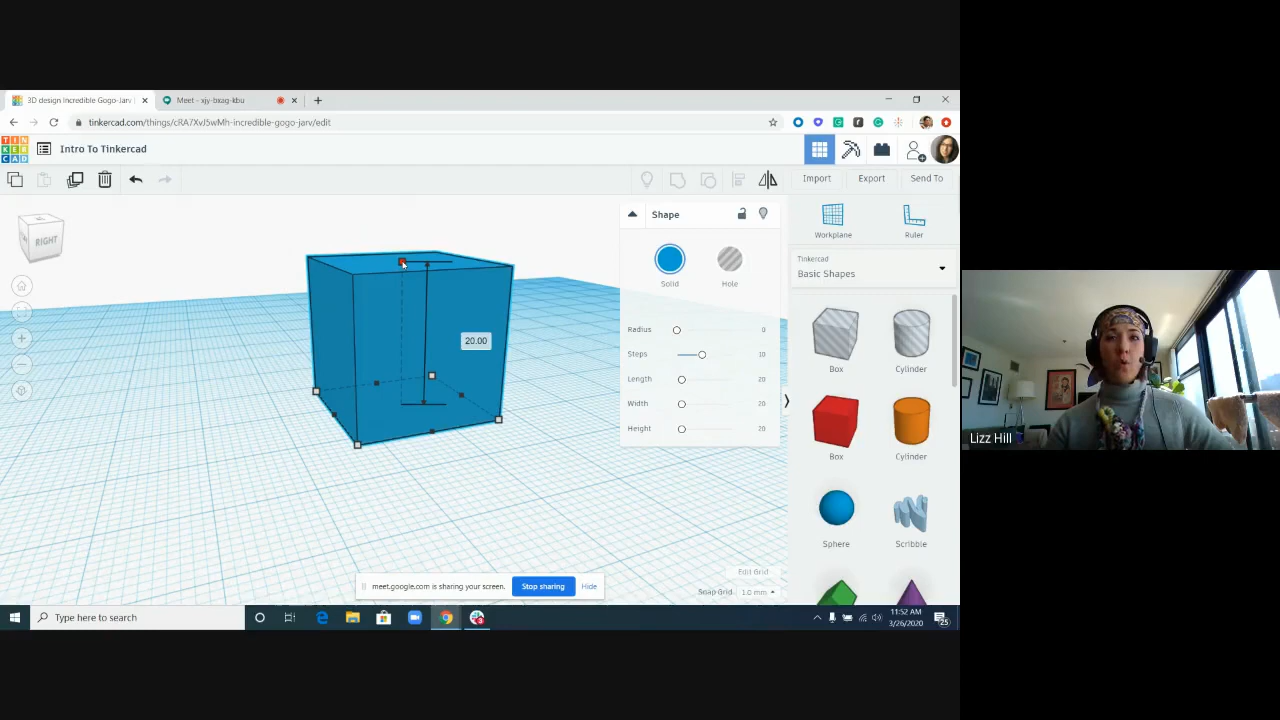 3D design Incredible Gogo-Jarv
Meet - xjy-bxag-kbu
tinkercad.com/things/cRA7XvJ5wMh-incredible-gogo-jarv/edit
TIN
KER
CAD
Intro To Tinkercad
Import
Export
Send To
RIGHT
Shape
Solid
Hole
Radius 0
Steps 10
Length 20
Width 20
Height 20
20.00
Workplane
Ruler
Tinkercad
Basic Shapes
Box
Cylinder
Box
Cylinder
Sphere
Scribble
Edit Grid
Snap Grid 1.0 mm
meet.google.com is sharing your screen.
Stop sharing
Hide
Type here to search
3
11:52 AM
3/26/2020
25
Lizz Hill